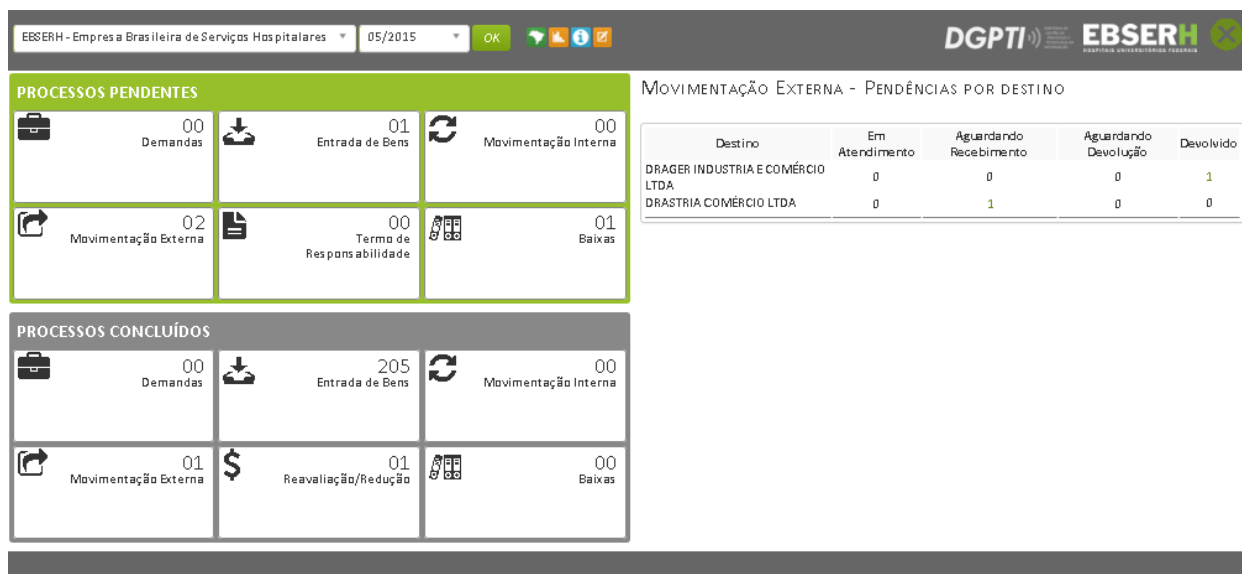 EBSERH - Empresa Brasileira de Serviços Hospitalares
05/2015
OK
DGPTI
EBSERH
HOSPITAIS UNIVERSITÁRIOS FEDERAIS
PROCESSOS PENDENTES
00
Demandas
01
Entrada de Bens
00
Movimentação Interna
02
Movimentação Externa
00
Termo de
Responsabilidade
01
Baixas
PROCESSOS CONCLUÍDOS
00
Demandas
205
Entrada de Bens
00
Movimentação Interna
01
Movimentação Externa
01
Reavaliação/Redução
00
Baixas
Movimentação Externa - Pendências por destino
Destino Em Atendimento Aguardando Recebimento Aguardando Devolução Devolvido
DRAGER INDUSTRIA E COMÉRCIO LTDA 0 0 0 1
DRASTRIA COMÉRCIO LTDA 0 1 0 0